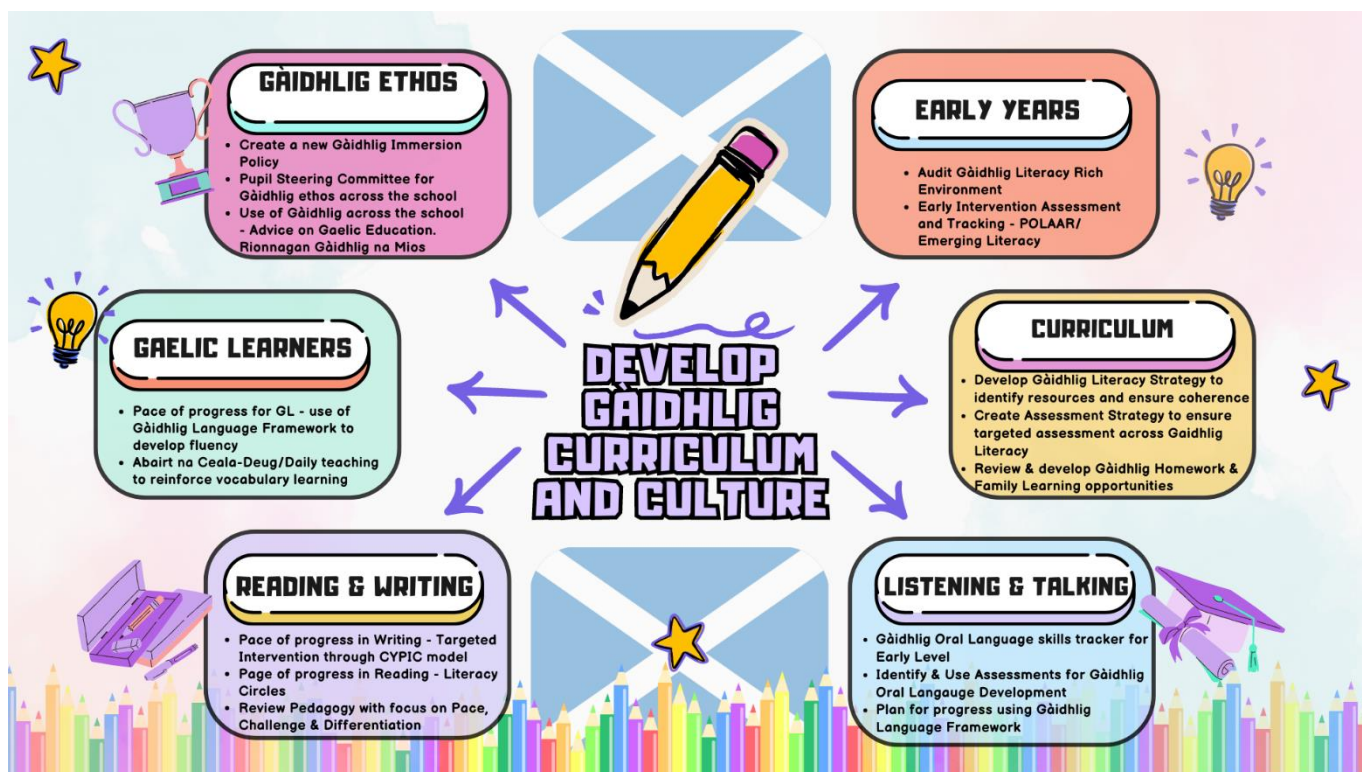 GÀIDHLIG ETHOS
• Create a new Gàidhlig Immersion
Policy
• Pupil Steering Committee for
Gàidhlig ethos across the school
• Use of Gàidhlig across the school
- Advice on Gaelic Education.
Rionnagan Gàidhlig na Mios
EARLY YEARS
• Audit Gàidhlig Literacy Rich
Environment
• Early Intervention Assessment
and Tracking - POLAAR/
Emerging Literacy
GAELIC LEARNERS
• Pace of progress for GL - use of
Gàidhlig Language Framework to
develop fluency
• Abairt na Ceala-Deug/Daily teaching
to reinforce vocabulary learning
DEVELOP
GÀIDHLIG
CURRICULUM
AND CULTURE
CURRICULUM
• Develop Gàidhlig Literacy Strategy to
identify resources and ensure coherence
• Create Assessment Strategy to ensure
targeted assessment across Gaidhlig
Literacy
• Review & develop Gàidhlig Homework &
Family Learning opportunities
READING & WRITING
• Pace of progress in Writing - Targeted
Intervention through CYPIC model
• Page of progress in Reading - Literacy
Circles
• Review Pedagogy with focus on Pace,
Challenge & Differentiation
LISTENING & TALKING
• Gàidhlig Oral Language skills tracker for
Early Level
• Identify & Use Assessments for Gàidhlig
Oral Langauge Development
• Plan for progress using Gàidhlig
Language Framework